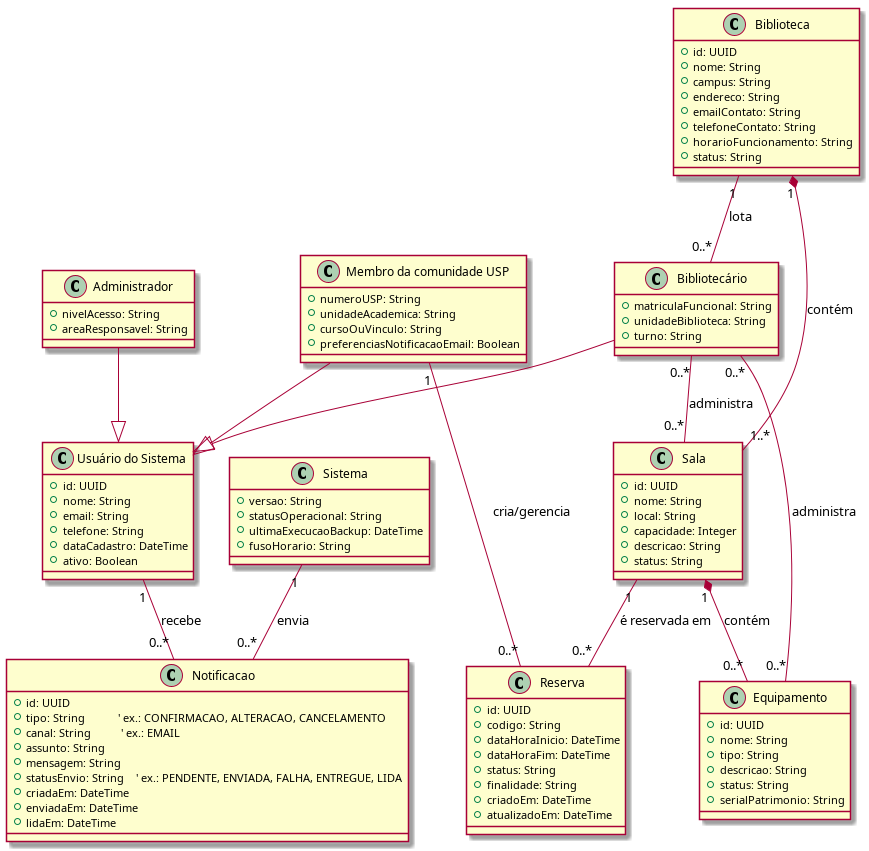 C Biblioteca
id: UUID
nome: String
campus: String
endereco: String
emailContato: String
telefoneContato: String
horarioFuncionamento: String
status: String
1
1
lota
0..*
C Administrador
nivelAcesso: String
areaResponsavel: String
C Membro da comunidade USP
numeroUSP: String
unidadeAcademica: String
cursoOuVinculo: String
preferenciasNotificacaoEmail: Boolean
C Bibliotecário
matriculaFuncional: String
unidadeBiblioteca: String
turno: String
contém
1
0..*
0..*
administra
0..*
1..*
C Usuário do Sistema
id: UUID
nome: String
email: String
telefone: String
dataCadastro: DateTime
ativo: Boolean
C Sistema
versao: String
statusOperacional: String
ultimaExecucaoBackup: DateTime
fusoHorario: String
cria/gerencia
C Sala
id: UUID
nome: String
local: String
capacidade: Integer
descricao: String
status: String
administra
1
recebe
0..*
1
envia
0..*
0..*
1
é reservada em
0..*
1
contém
0..*
0..*
C Notificacao
id: UUID
tipo: String ' ex.: CONFIRMACAO, ALTERACAO, CANCELAMENTO
canal: String ' ex.: EMAIL
assunto: String
mensagem: String
statusEnvio: String ' ex.: PENDENTE, ENVIADA, FALHA, ENTREGUE, LIDA
criadaEm: DateTime
enviadaEm: DateTime
lidaEm: DateTime
C Reserva
id: UUID
codigo: String
dataHoraInicio: DateTime
dataHoraFim: DateTime
status: String
finalidade: String
criadoEm: DateTime
atualizadoEm: DateTime
C Equipamento
id: UUID
nome: String
tipo: String
descricao: String
status: String
serialPatrimonio: String